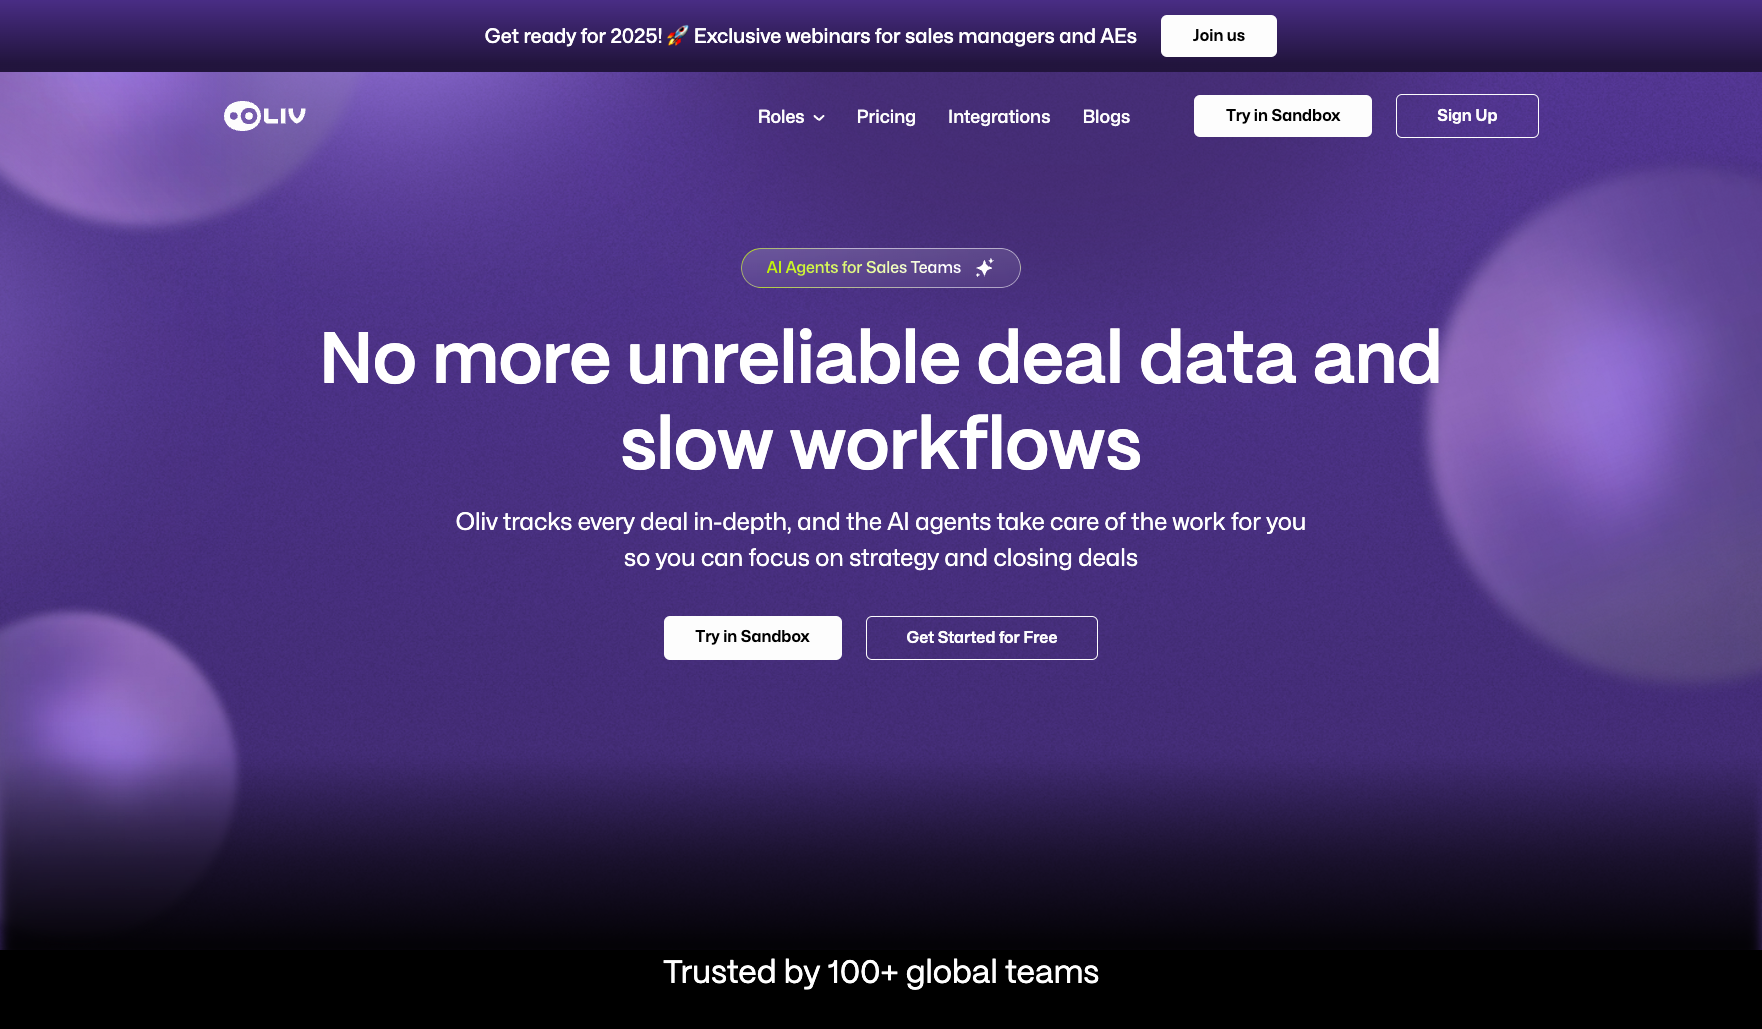 Get ready for 2025! 🚀 Exclusive webinars for sales managers and AEs
Join us
OLIV
Roles
Pricing
Integrations
Blogs
Try in Sandbox
Sign Up
AI Agents for Sales Teams
No more unreliable deal data and
slow workflows
Oliv tracks every deal in-depth, and the AI agents take care of the work for you
so you can focus on strategy and closing deals
Try in Sandbox
Get Started for Free
Trusted by 100+ global teams